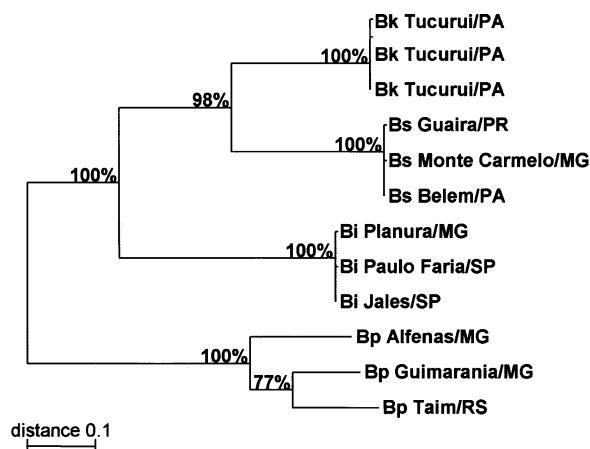 Bk Tucurui/PA
100%
Bk Tucurui/PA
Bk Tucurui/PA
98%
Bs Guaira/PR
100%
Bs Monte Carmelo/MG
100%
Bs Belem/PA
Bi Planura/MG
100%
Bi Paulo Faria/SP
Bi Jales/SP
Bp Alfenas/MG
100%
Bp Guimarania/MG
77%
Bp Taim/RS
distance 0.1